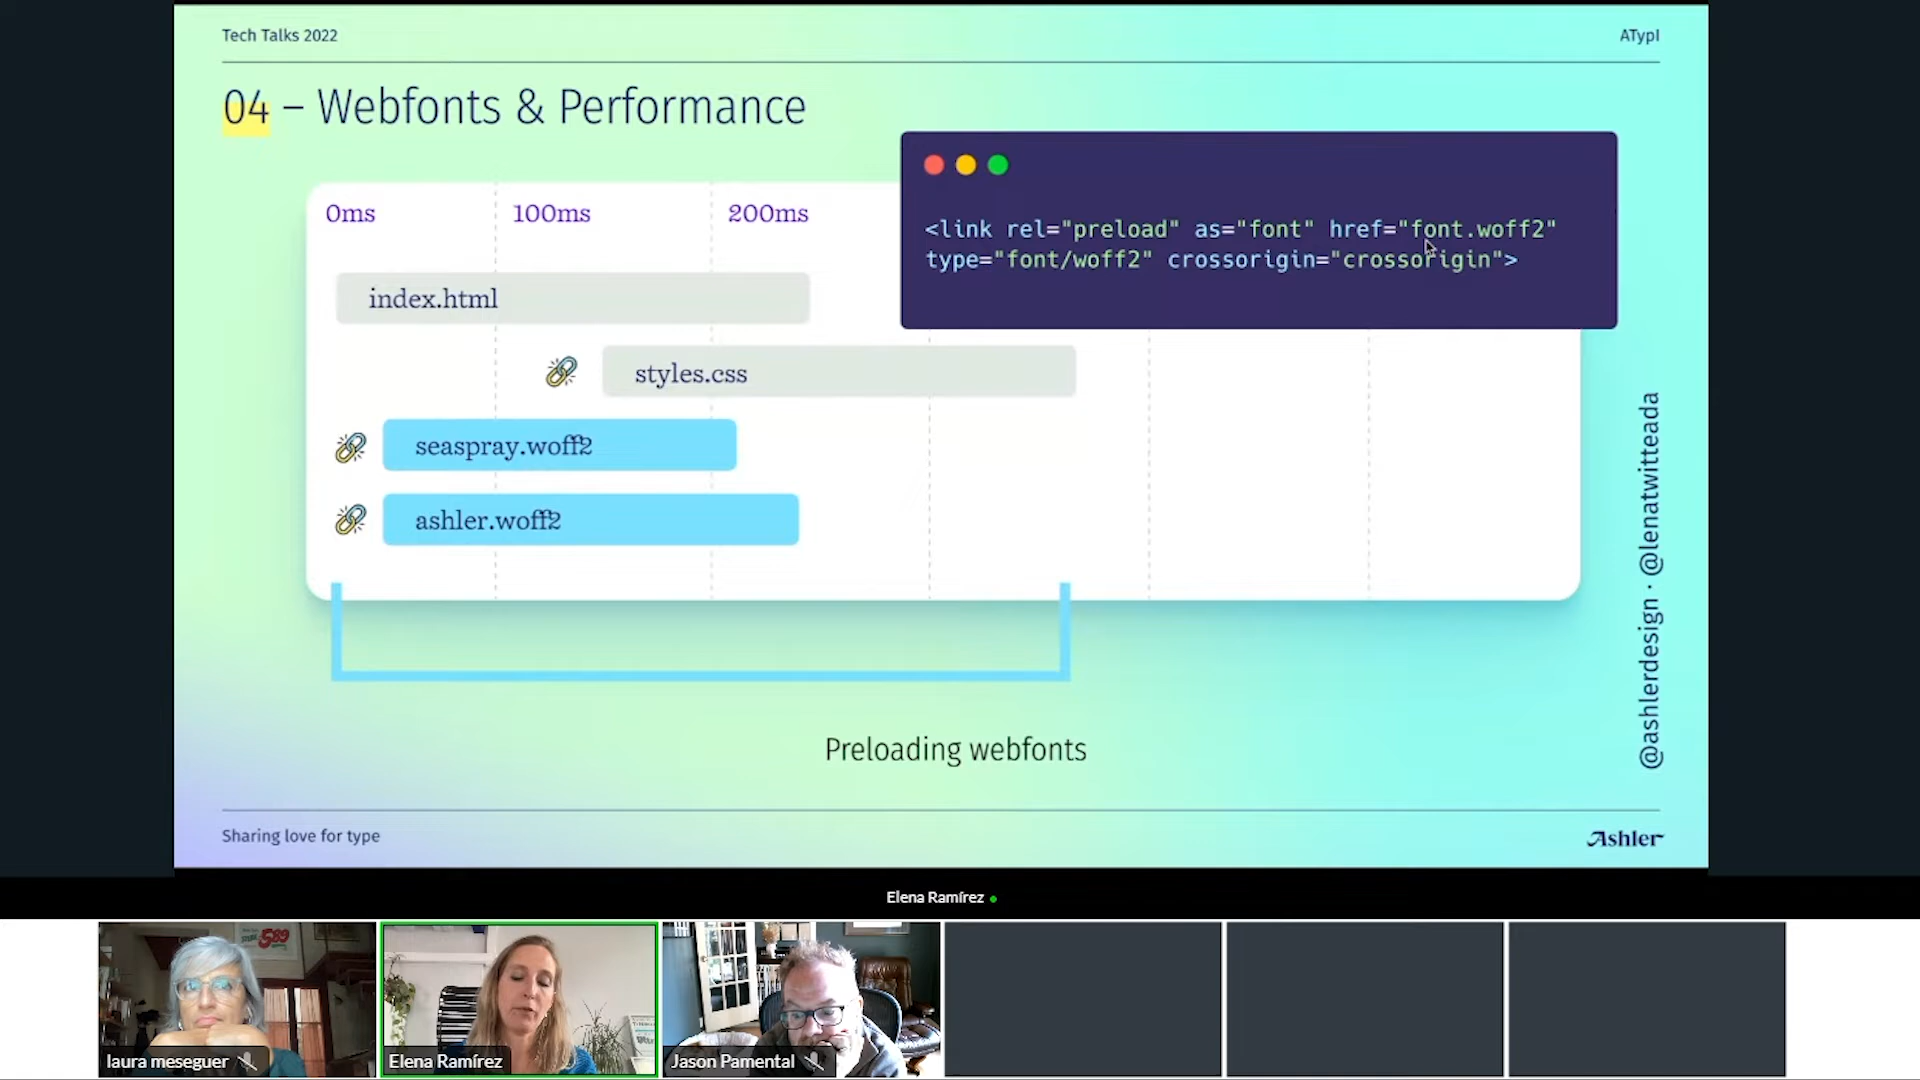 Tech Talks 2022
ATypI
04 – Webfonts & Performance
0ms
100ms
200ms
<link rel="preload" as="font" href="font.woff2"
type="font/woff2" crossorigin="crossorigin">
index.html
styles.css
seaspray.woff2
ashler.woff2
@ashlerdesign · @lenatwitteada
Preloading webfonts
Sharing love for type
Ashler
Elena Ramírez
589
laura meseguer
Elena Ramírez
Jason Pamental